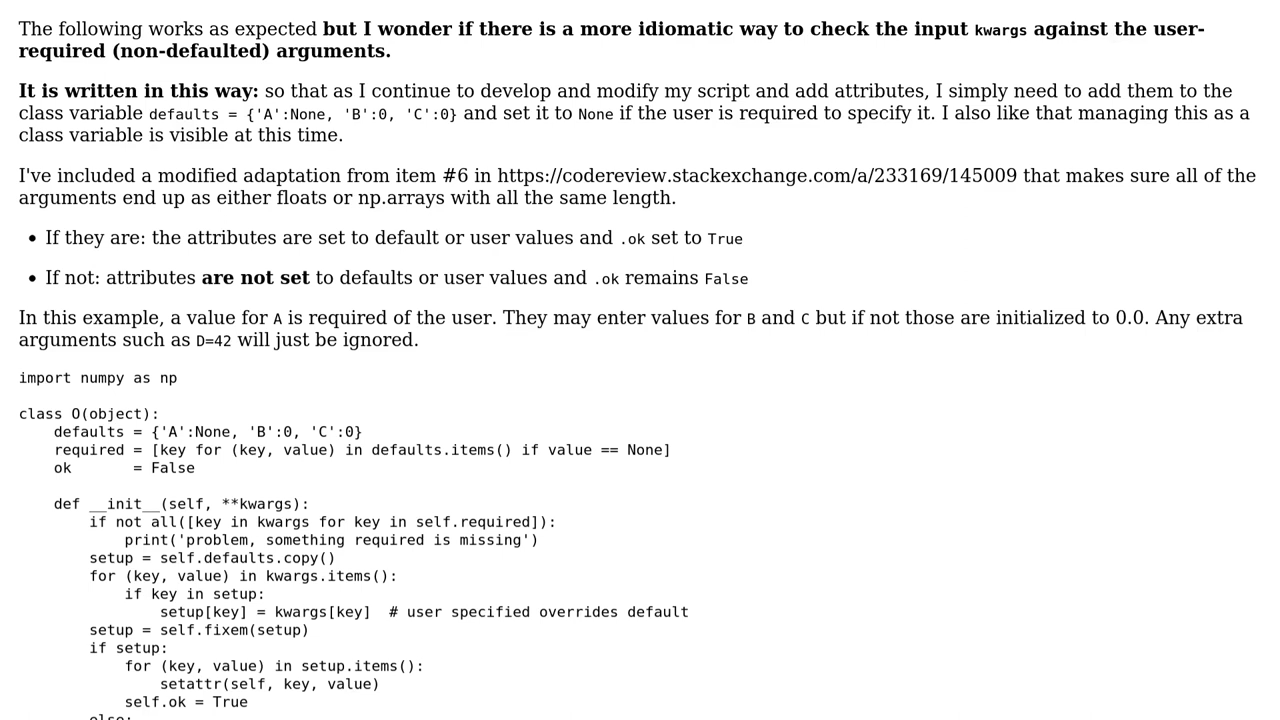 The following works as expected but I wonder if there is a more idiomatic way to check the input kwargs against the user-
required (non-defaulted) arguments.
It is written in this way: so that as I continue to develop and modify my script and add attributes, I simply need to add them to the
class variable defaults = {'A':None, 'B':0, 'C':0} and set it to None if the user is required to specify it. I also like that managing this as a
class variable is visible at this time.
I've included a modified adaptation from item #6 in https://codereview.stackexchange.com/a/233169/145009 that makes sure all of the
arguments end up as either floats or np.arrays with all the same length.
• If they are: the attributes are set to default or user values and .ok set to True
• If not: attributes are not set to defaults or user values and .ok remains False
In this example, a value for A is required of the user. They may enter values for B and C but if not those are initialized to 0.0. Any extra
arguments such as D=42 will just be ignored.
import numpy as np
class O(object):
    defaults = {'A':None, 'B':0, 'C':0}
    required = [key for (key, value) in defaults.items() if value == None]
    ok       = False
    def __init__(self, **kwargs):
        if not all([key in kwargs for key in self.required]):
            print('problem, something required is missing')
        setup = self.defaults.copy()
        for (key, value) in kwargs.items():
            if key in setup:
                setup[key] = kwargs[key]  # user specified overrides default
        setup = self.fixem(setup)
        if setup:
            for (key, value) in setup.items():
                setattr(self, key, value)
            self.ok = True
        else: